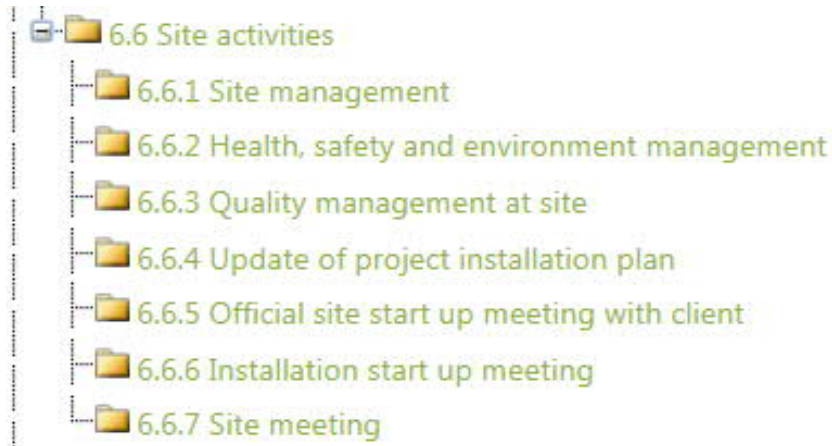 6.6 Site activities
6.6.1 Site management
6.6.2 Health, safety and environment management
6.6.3 Quality management at site
6.6.4 Update of project installation plan
6.6.5 Official site start up meeting with client
6.6.6 Installation start up meeting
6.6.7 Site meeting